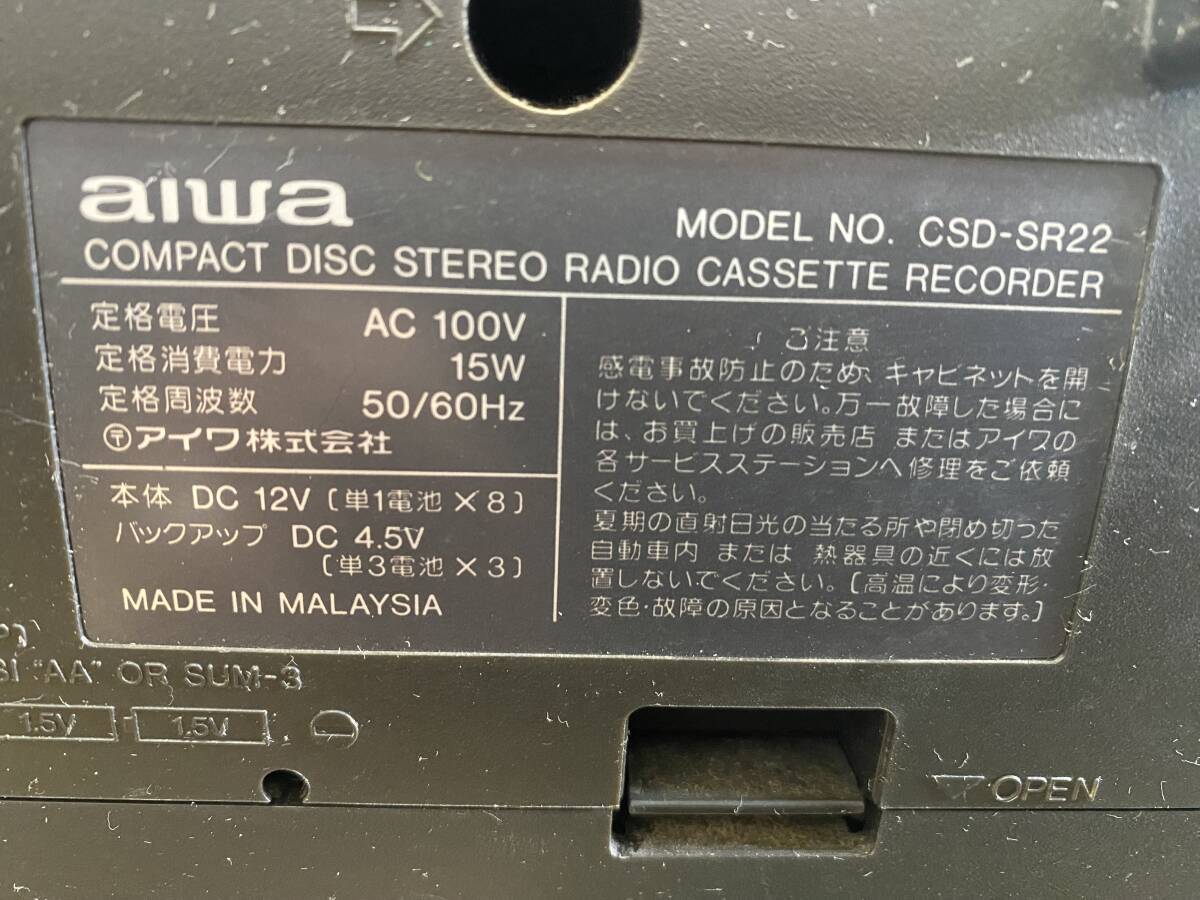 aiwa
MODEL NO. CSD-SR22
COMPACT DISC STEREO RADIO CASSETTE RECORDER
定格電圧 AC 100V
定格消費電力 15W
定格周波数 50/60Hz
〶アイワ株式会社
本体 DC 12V〔単1電池×8〕
バックアップ DC 4.5V
〔単3電池×3〕
MADE IN MALAYSIA
ご注意
感電事故防止のため、キャビネットを開
けないでください。万一故障した場合に
は、お買上げの販売店 またはアイワの
各サービスステーションへ修理をご依頼
ください。
夏期の直射日光の当たる所や閉め切った
自動車内 または 熱器具の近くには放
置しないでください。〔高温により変形・
変色・故障の原因となることがあります。〕
"AA" OR SUM-3
1.5V 1.5V
OPEN